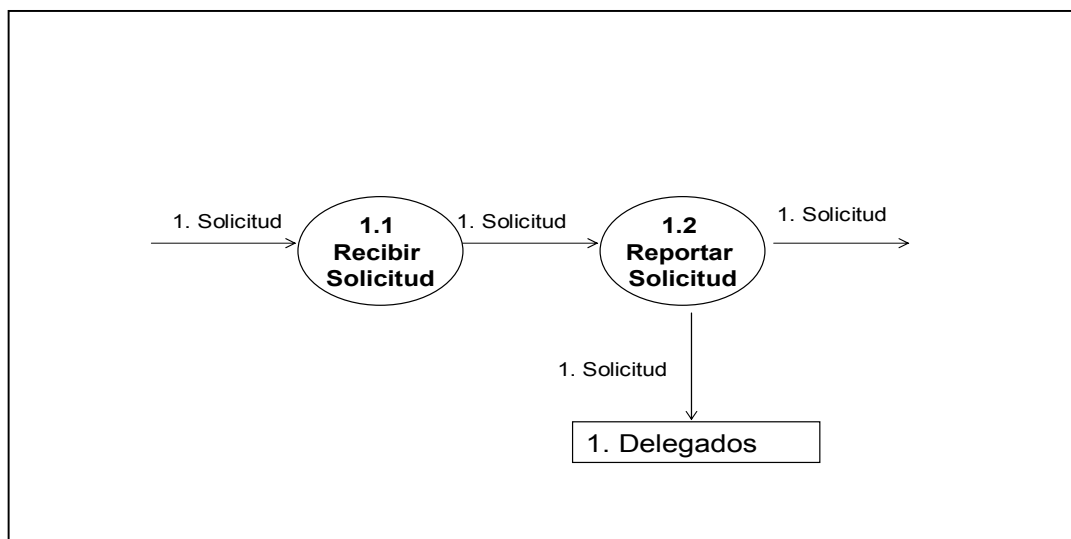 1. Solicitud
1.1
Recibir
Solicitud
1. Solicitud
1.2
Reportar
Solicitud
1. Solicitud
1. Solicitud
1. Delegados